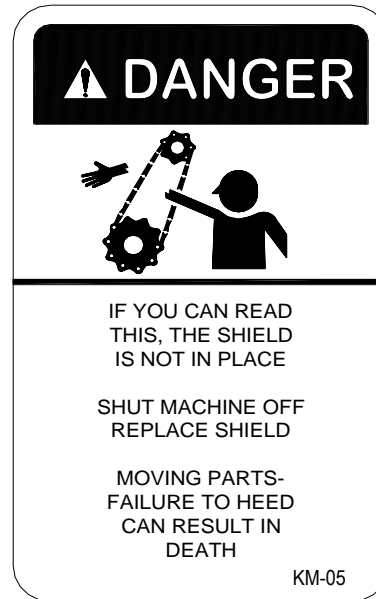 DANGER
IF YOU CAN READ
THIS, THE SHIELD
IS NOT IN PLACE
SHUT MACHINE OFF
REPLACE SHIELD
MOVING PARTS-
FAILURE TO HEED
CAN RESULT IN
DEATH
KM-05